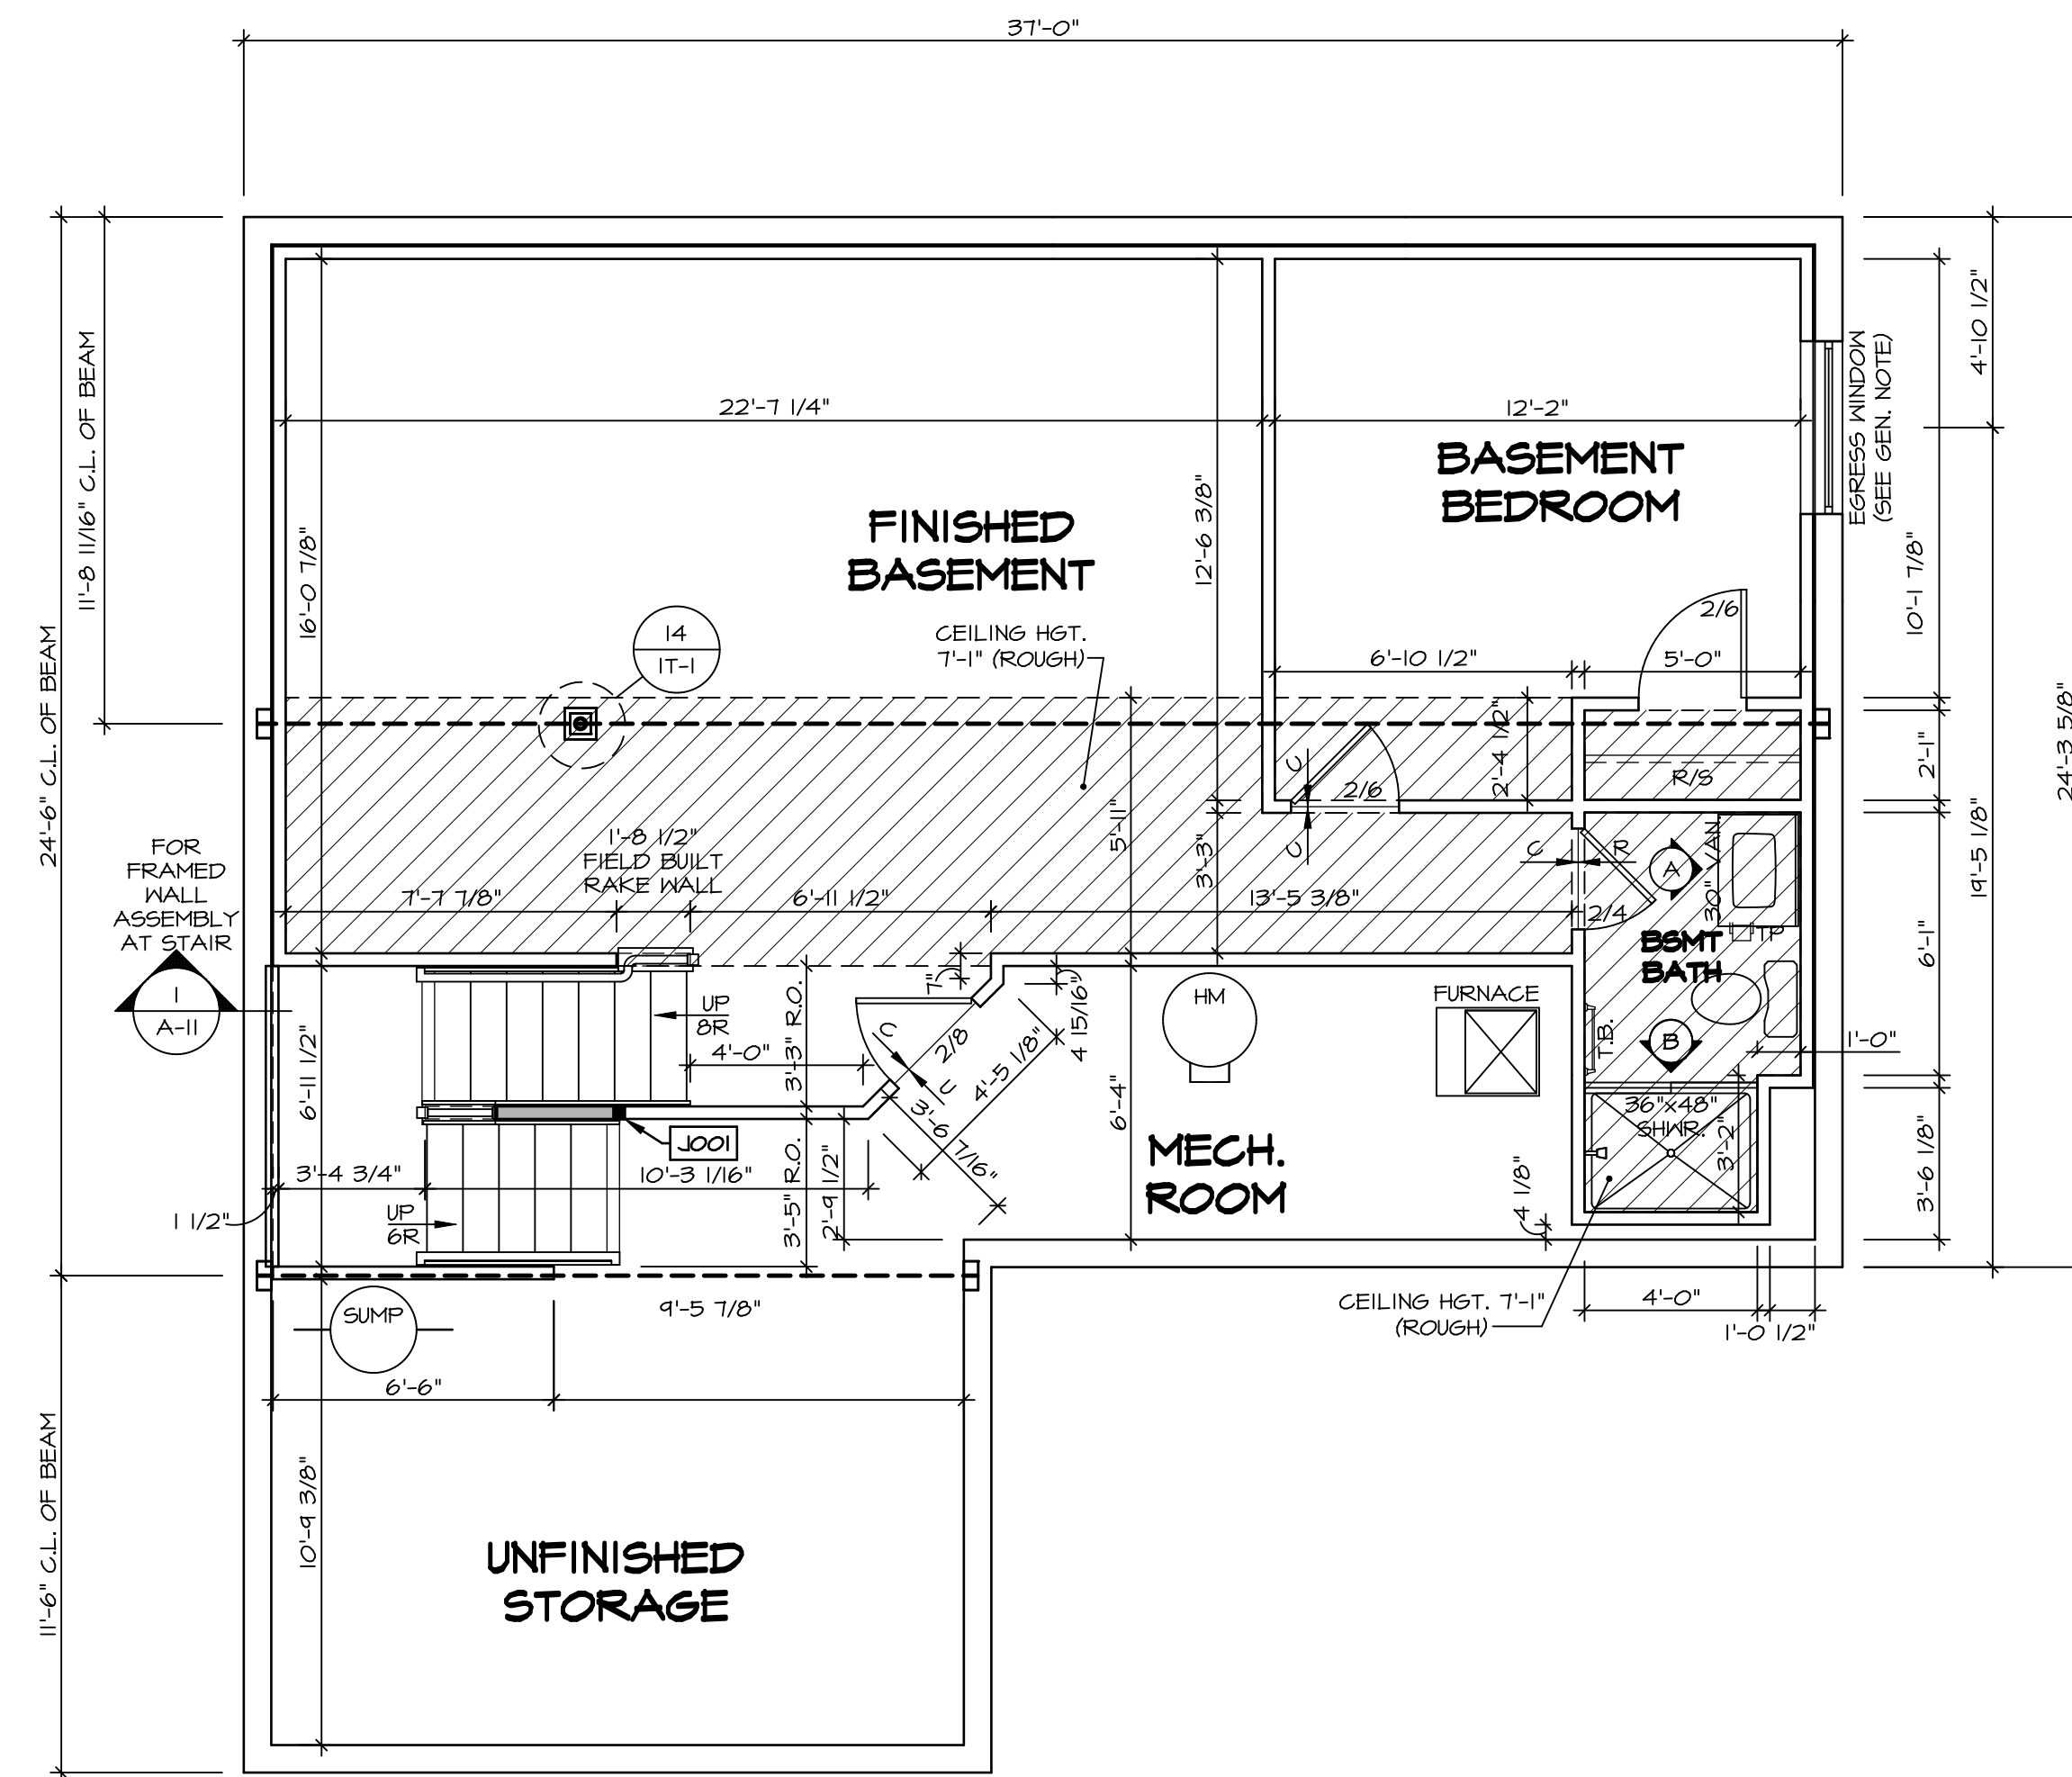 37'-0"
4'-10 1/2"
EGRESS WINDOW
(SEE GEN. NOTE)
11'-8 11/16" C.L. OF BEAM
22'-7 1/4"
12'-2"
BASEMENT
BEDROOM
12'-6 3/8"
FINISHED
BASEMENT
16'-0 7/8"
10'-1 7/8"
2/6
14
1T-1
CEILING HGT.
7'-1" (ROUGH)
6'-10 1/2"
5'-0"
24'-6" C.L. OF BEAM
24'-3 5/8"
2'-4 1/2"
2'-1"
R/S
C
2/6
C
5'-11"
3'-3"
1'-8 1/2"
FIELD BUILT
RAKE WALL
FOR
FRAMED
WALL
ASSEMBLY
AT STAIR
1
A-11
7'-7 7/8"
6'-11 1/2"
13'-5 3/8"
C
R
A
30" VAN
2/4
TP
19'-5 1/8"
6'-1"
BSMT
BATH
7"
4 15/16"
HM
FURNACE
UP
8R
3'-3" R.O.
4'-0"
C
2/8
C
4'-5 1/8"
3'-6 7/16"
6'-11 1/2"
T.B.
B
1'-0"
6'-4"
36"x48"
SHWR.
3'-2"
3'-6 1/8"
J001
MECH.
ROOM
3'-4 3/4"
10'-3 1/16"
3'-5" R.O.
2'-9 1/2"
4 1/8"
1 1/2"
UP
6R
SUMP
9'-5 7/8"
CEILING HGT. 7'-1"
(ROUGH)
4'-0"
1'-0 1/2"
6'-6"
11'-6" C.L. OF BEAM
10'-9 3/8"
UNFINISHED
STORAGE